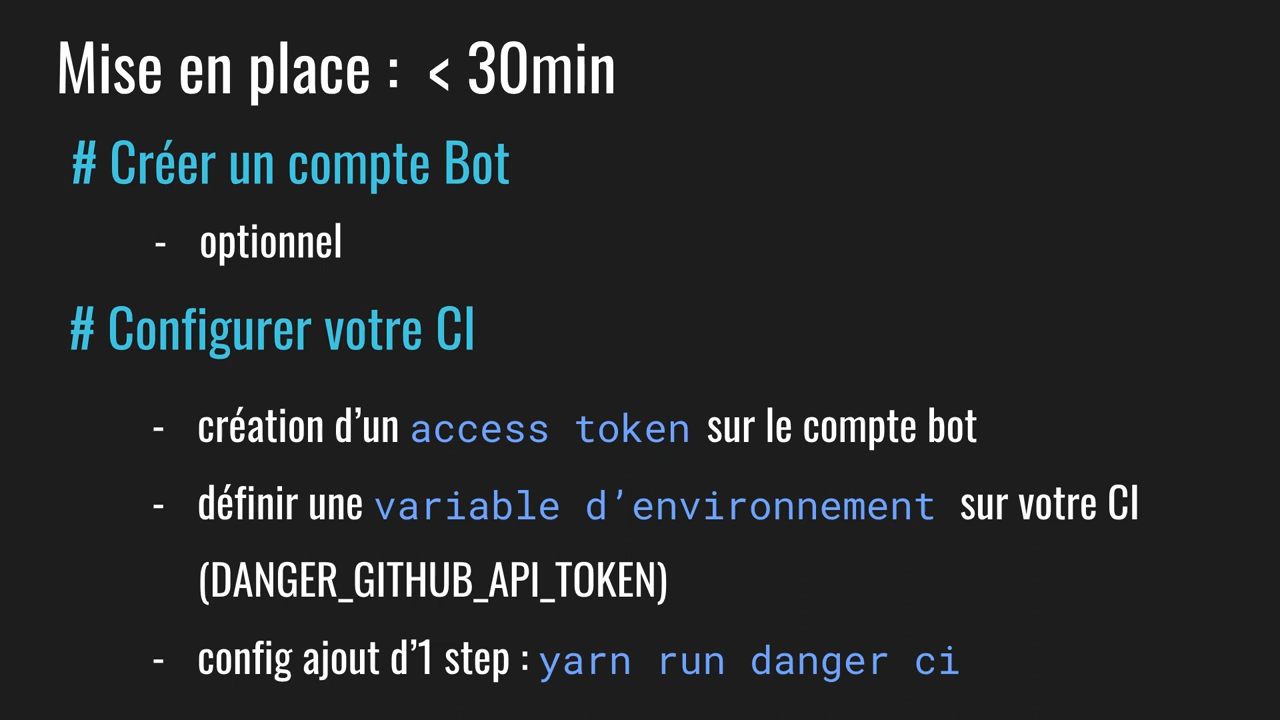 Mise en place : < 30min
# Créer un compte Bot
- optionnel
# Configurer votre CI
- création d’un access token sur le compte bot
- définir une variable d’environnement sur votre CI
(DANGER_GITHUB_API_TOKEN)
- config ajout d’1 step : yarn run danger ci